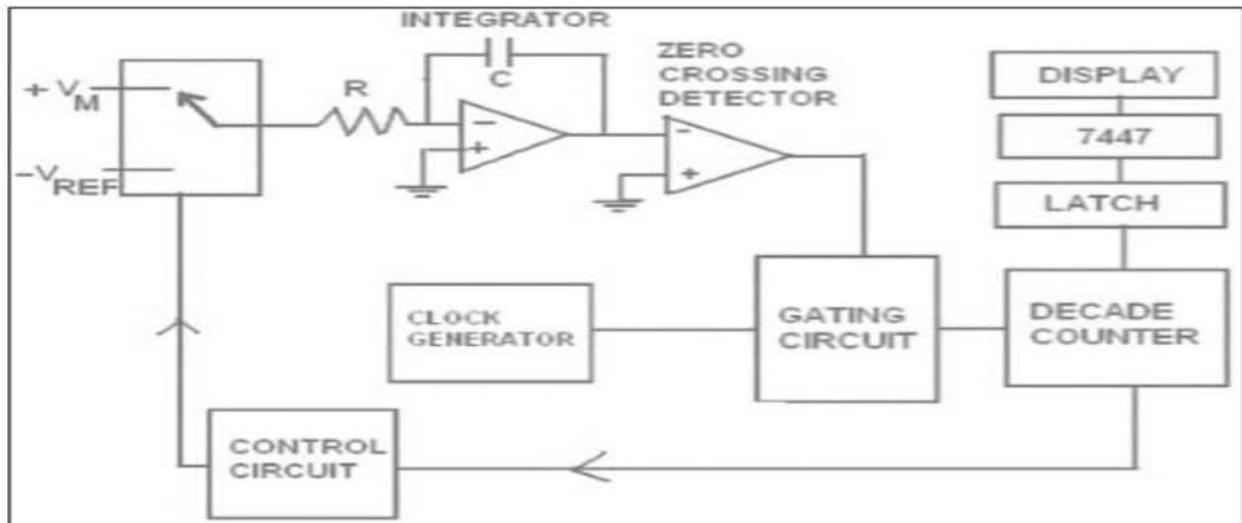 INTEGRATOR
C
R
+ V M
-V REF
ZERO
CROSSING
DETECTOR
-
+
-
+
DISPLAY
7447
LATCH
CLOCK
GENERATOR
GATING
CIRCUIT
DECADE
COUNTER
CONTROL
CIRCUIT